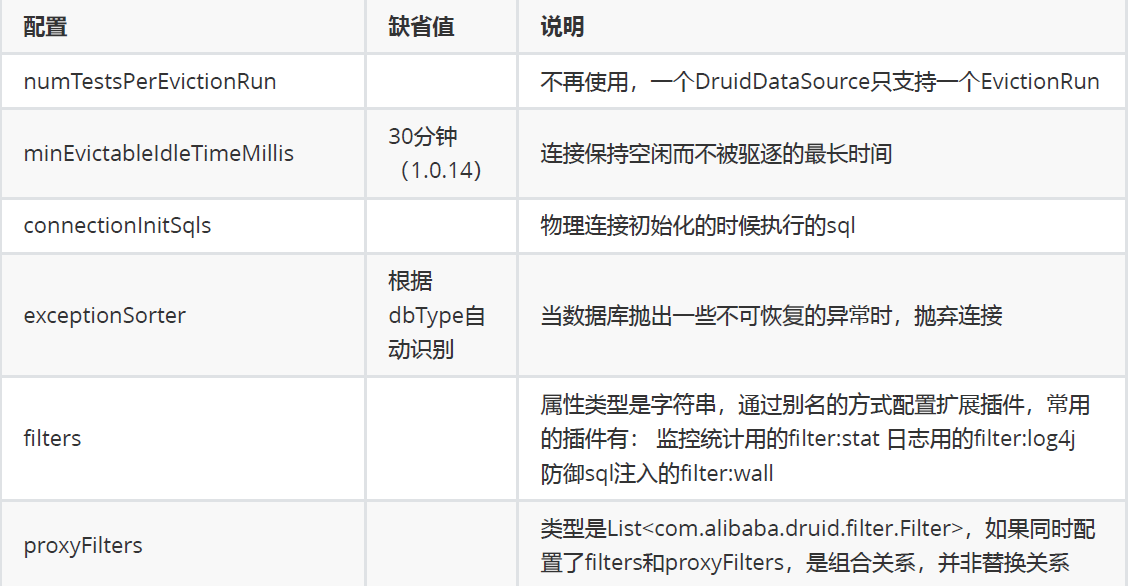 配置 缺省值 说明
numTestsPerEvictionRun 不再使用，一个DruidDataSource只支持一个EvictionRun
minEvictableIdleTimeMillis 30分钟 连接保持空闲而不被驱逐的最长时间
（1.0.14）
connectionInitSqls 物理连接初始化的时候执行的sql
根据
exceptionSorter dbType自 当数据库抛出一些不可恢复的异常时，抛弃连接
动识别
属性类型是字符串，通过别名的方式配置扩展插件，常用
filters 的插件有： 监控统计用的filter:stat 日志用的filter:log4j
防御sql注入的filter:wall
proxyFilters 类型是List<com.alibaba.druid.filter.Filter>，如果同时配
置了filters和proxyFilters，是组合关系，并非替换关系